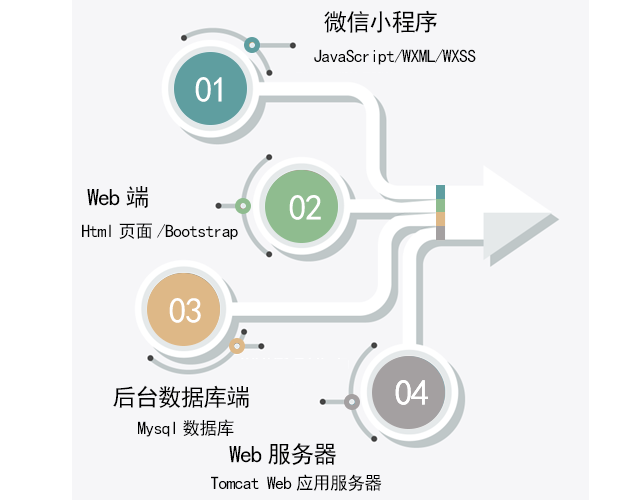 微信小程序
JavaScript/WXML/WXSS
01
Web 端
Html 页面 /Bootstrap
02
03
后台数据库端
Mysql 数据库
04
Web 服务器
Tomcat Web 应用服务器